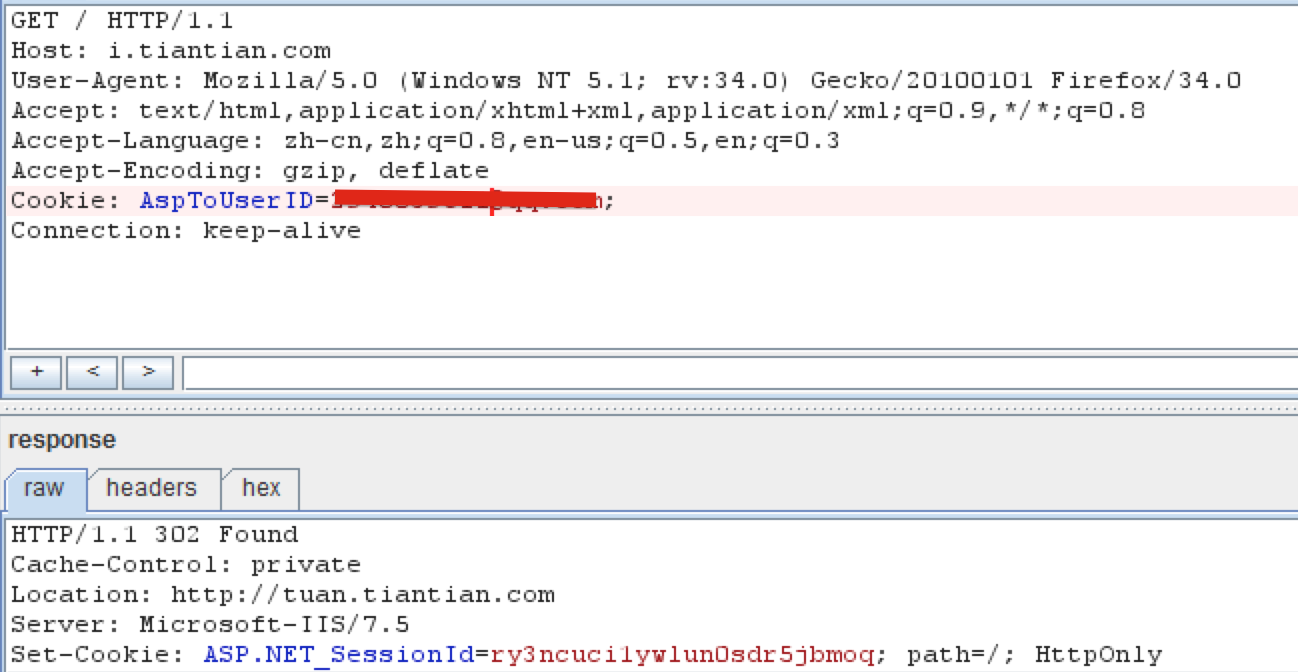 GET / HTTP/1.1
Host: i.tiantian.com
User-Agent: Mozilla/5.0 (Windows NT 5.1; rv:34.0) Gecko/20100101 Firefox/34.0
Accept: text/html,application/xhtml+xml,application/xml;q=0.9,*/*;q=0.8
Accept-Language: zh-cn,zh;q=0.8,en-us;q=0.5,en;q=0.3
Accept-Encoding: gzip, deflate
Cookie: AspToUserID=
Connection: keep-alive
+ < >
response
raw headers hex
HTTP/1.1 302 Found
Cache-Control: private
Location: http://tuan.tiantian.com
Server: Microsoft-IIS/7.5
Set-Cookie: ASP.NET_SessionId=ry3ncuci1ywlun0sdr5jbmoq; path=/; HttpOnly